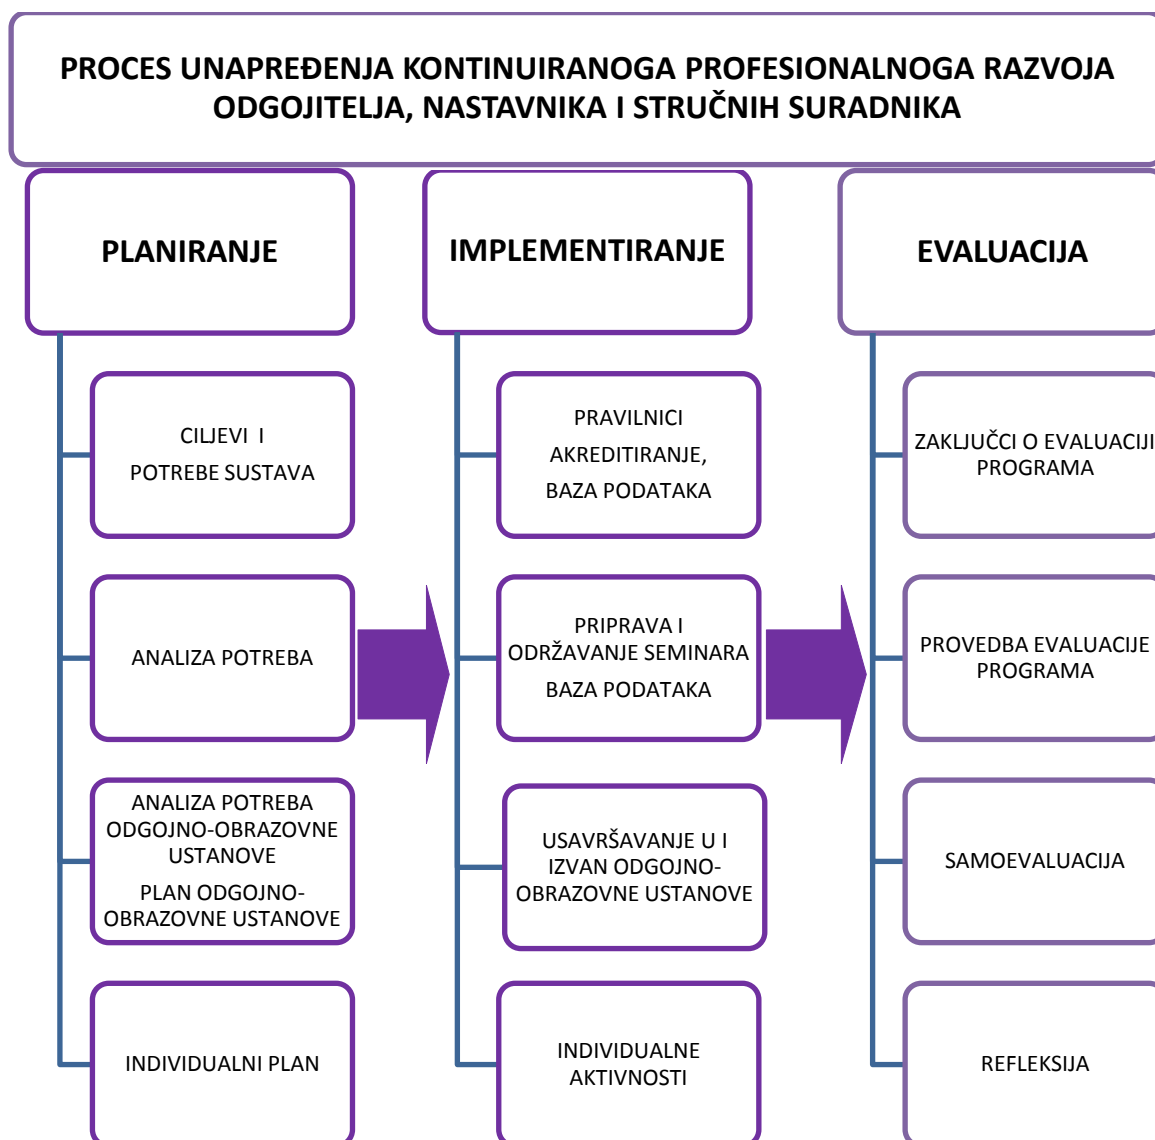 PROCES UNAPREĐENJA KONTINUIRANOGA PROFESIONALNOGA RAZVOJA
ODGOJITELJA, NASTAVNIKA I STRUČNIH SURADNIKA
PLANIRANJE
CILJEVI I
POTREBE SUSTAVA
ANALIZA POTREBA
ANALIZA POTREBA
ODGOJNO-OBRAZOVNE
USTANOVE
PLAN ODGOJNO-
OBRAZOVNE USTANOVE
INDIVIDUALNI PLAN
IMPLEMENTIRANJE
PRAVILNICI
AKREDITIRANJE,
BAZA PODATAKA
PRIPRAVA I
ODRŽAVANJE SEMINARA
BAZA PODATAKA
USAVRŠAVANJE U I
IZVAN ODGOJNO-
OBRAZOVNE USTANOVE
INDIVIDUALNE
AKTIVNOSTI
EVALUACIJA
ZAKLJUČCI O EVALUACIJI
PROGRAMA
PROVEDBA EVALUACIJE
PROGRAMA
SAMOEVALUACIJA
REFLEKSIJA